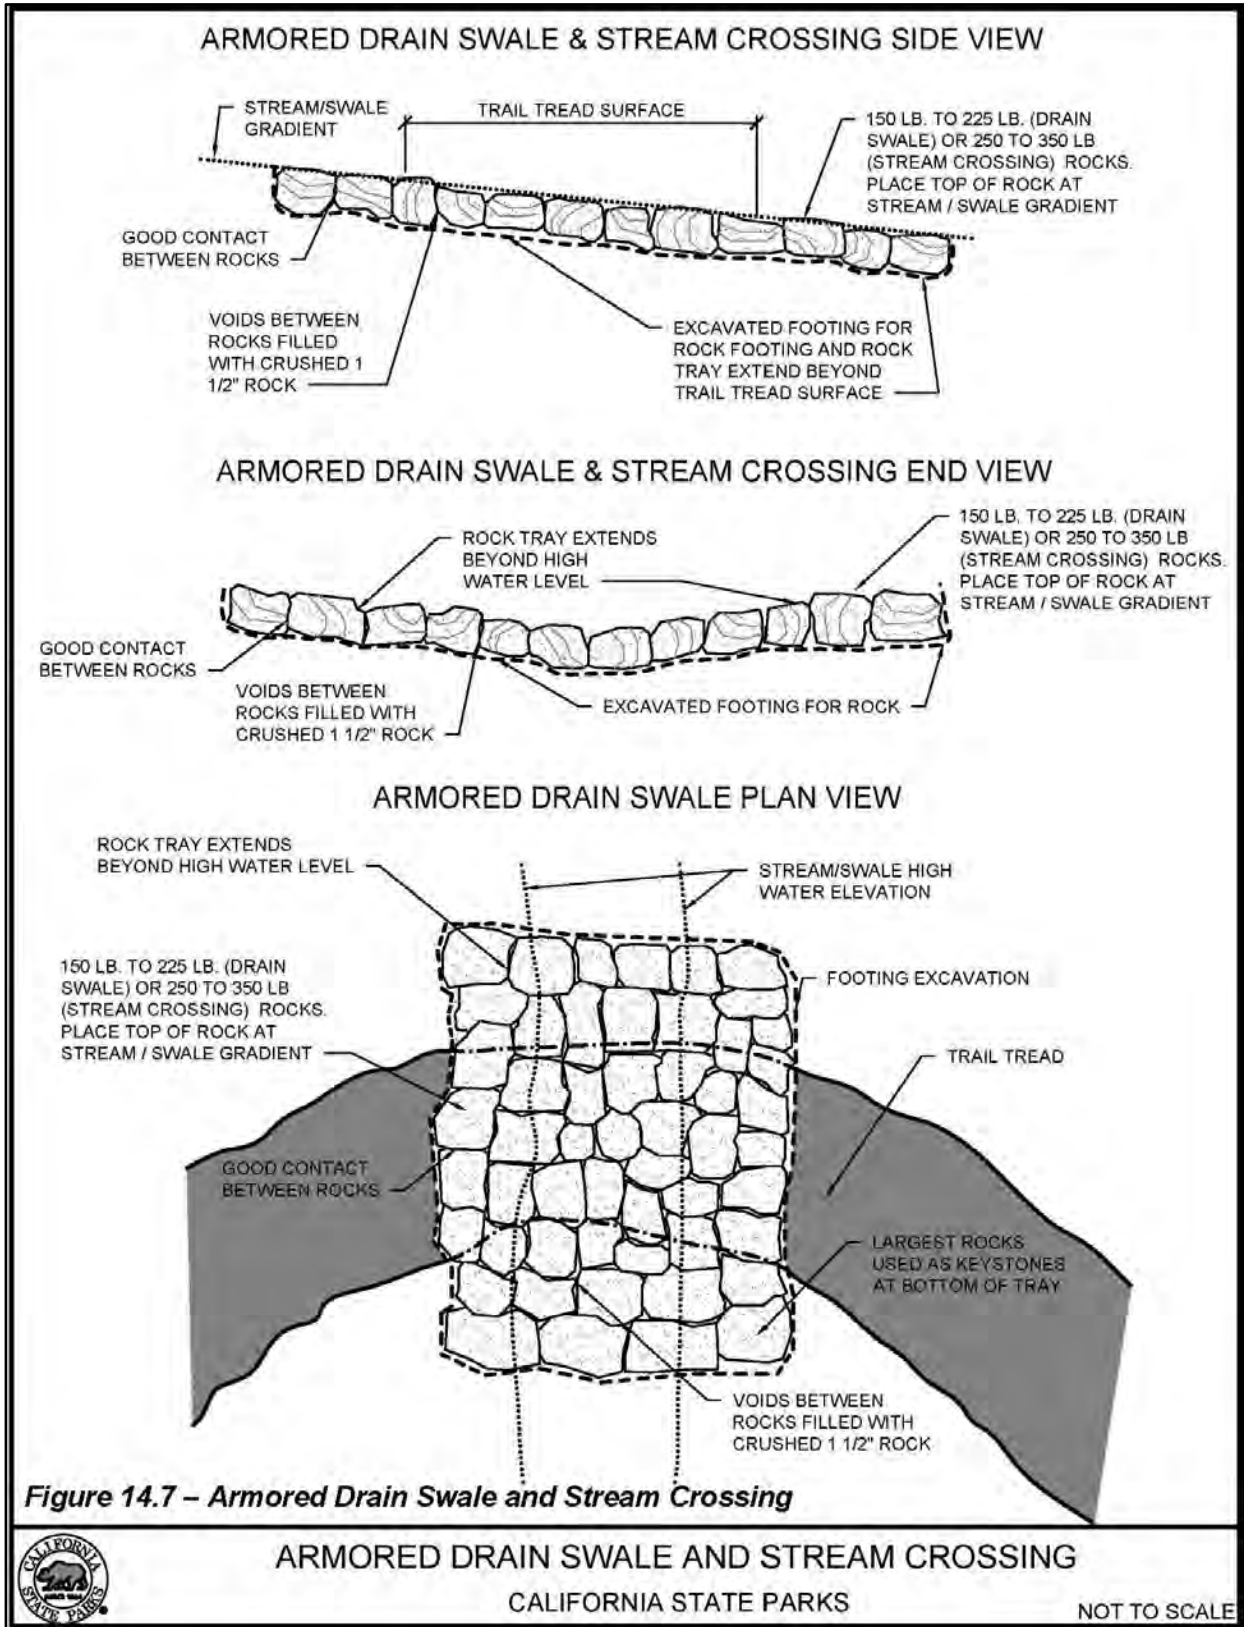 ARMORED DRAIN SWALE & STREAM CROSSING SIDE VIEW
STREAM/SWALE
GRADIENT
TRAIL TREAD SURFACE
150 LB. TO 225 LB. (DRAIN
SWALE) OR 250 TO 350 LB
(STREAM CROSSING) ROCKS.
PLACE TOP OF ROCK AT
STREAM / SWALE GRADIENT
GOOD CONTACT
BETWEEN ROCKS
VOIDS BETWEEN
ROCKS FILLED
WITH CRUSHED 1
1/2" ROCK
EXCAVATED FOOTING FOR
ROCK FOOTING AND ROCK
TRAY EXTEND BEYOND
TRAIL TREAD SURFACE
ARMORED DRAIN SWALE & STREAM CROSSING END VIEW
ROCK TRAY EXTENDS
BEYOND HIGH
WATER LEVEL
150 LB. TO 225 LB. (DRAIN
SWALE) OR 250 TO 350 LB
(STREAM CROSSING) ROCKS.
PLACE TOP OF ROCK AT
STREAM / SWALE GRADIENT
GOOD CONTACT
BETWEEN ROCKS
VOIDS BETWEEN
ROCKS FILLED WITH
CRUSHED 1 1/2" ROCK
EXCAVATED FOOTING FOR ROCK
ARMORED DRAIN SWALE PLAN VIEW
ROCK TRAY EXTENDS
BEYOND HIGH WATER LEVEL
STREAM/SWALE HIGH
WATER ELEVATION
150 LB. TO 225 LB. (DRAIN
SWALE) OR 250 TO 350 LB
(STREAM CROSSING) ROCKS.
PLACE TOP OF ROCK AT
STREAM / SWALE GRADIENT
FOOTING EXCAVATION
TRAIL TREAD
GOOD CONTACT
BETWEEN ROCKS
LARGEST ROCKS
USED AS KEYSTONES
AT BOTTOM OF TRAY
VOIDS BETWEEN
ROCKS FILLED WITH
CRUSHED 1 1/2" ROCK
Figure 14.7 – Armored Drain Swale and Stream Crossing
CALIFORNIA
STATE PARKS
ARMORED DRAIN SWALE AND STREAM CROSSING
CALIFORNIA STATE PARKS
NOT TO SCALE